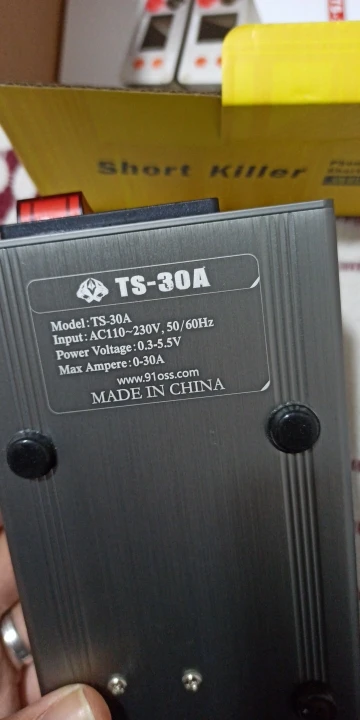 Short Killer
TS-30A
Model:TS-30A
Input:AC110~230V, 50/60Hz
Power Voltage:0.3-5.5V
Max Ampere:0-30A
www.91oss.com
MADE IN CHINA